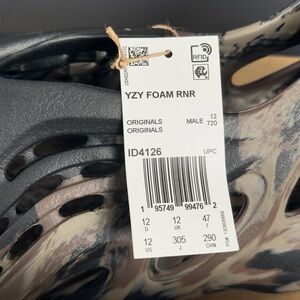 RFID
YZY FOAM RNR
ORIGINALS MALE 12
ORIGINALS 720
ID4126 UPC
1 95749 99476 2
12 12 47
D UK F
12 305 290
US J CHN